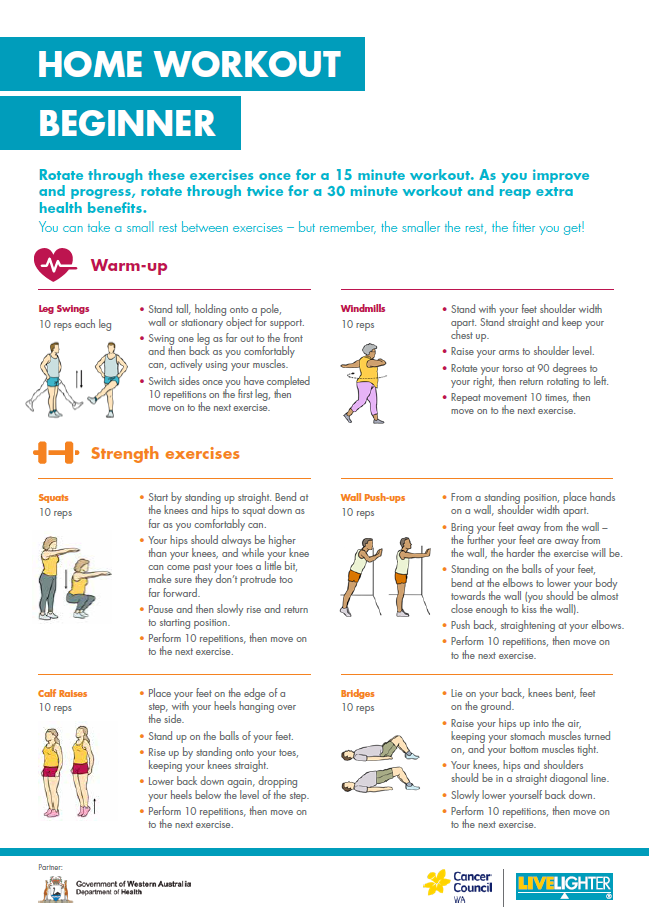 HOME WORKOUT
BEGINNER
Rotate through these exercises once for a 15 minute workout. As you improve
and progress, rotate through twice for a 30 minute workout and reap extra
health benefits.
You can take a small rest between exercises – but remember, the smaller the rest, the fitter you get!
Warm-up
Leg Swings
10 reps each leg
• Stand tall, holding onto a pole,
wall or stationary object for support.
• Swing one leg as far out to the front
and then back as you comfortably
can, actively using your muscles.
• Switch sides once you have completed
10 repetitions on the first leg, then
move on to the next exercise.
Windmills
10 reps
• Stand with your feet shoulder width
apart. Stand straight and keep your
chest up.
• Raise your arms to shoulder level.
• Rotate your torso at 90 degrees to
your right, then return rotating to left.
• Repeat movement 10 times, then
move on to the next exercise.
Strength exercises
Squats
10 reps
• Start by standing up straight. Bend at
the knees and hips to squat down as
far as you comfortably can.
• Your hips should always be higher
than your knees, and while your knee
can come past your toes a little bit,
make sure they don't protrude too
far forward.
• Pause and then slowly rise and return
to starting position.
• Perform 10 repetitions, then move on
to the next exercise.
Wall Push-ups
10 reps
• From a standing position, place hands
on a wall, shoulder width apart.
• Bring your feet away from the wall –
the further your feet are away from
the wall, the harder the exercise will be.
• Standing on the balls of your feet,
bend at the elbows to lower your body
towards the wall (you should be almost
close enough to kiss the wall).
• Push back, straightening at your elbows.
• Perform 10 repetitions, then move on
to the next exercise.
Calf Raises
10 reps
• Place your feet on the edge of a
step, with your heels hanging over
the side.
• Stand up on the balls of your feet.
• Rise up by standing onto your toes,
keeping your knees straight.
• Lower back down again, dropping
your heels below the level of the step.
• Perform 10 repetitions, then move on
to the next exercise.
Bridges
10 reps
• Lie on your back, knees bent, feet
on the ground.
• Raise your hips up into the air,
keeping your stomach muscles turned
on, and your bottom muscles tight.
• Your knees, hips and shoulders
should be in a straight diagonal line.
• Slowly lower yourself back down.
• Perform 10 repetitions, then move on
to the next exercise.
Partner:
Government of Western Australia
Department of Health
Cancer
Council
WA
LIVELIGHTER
®